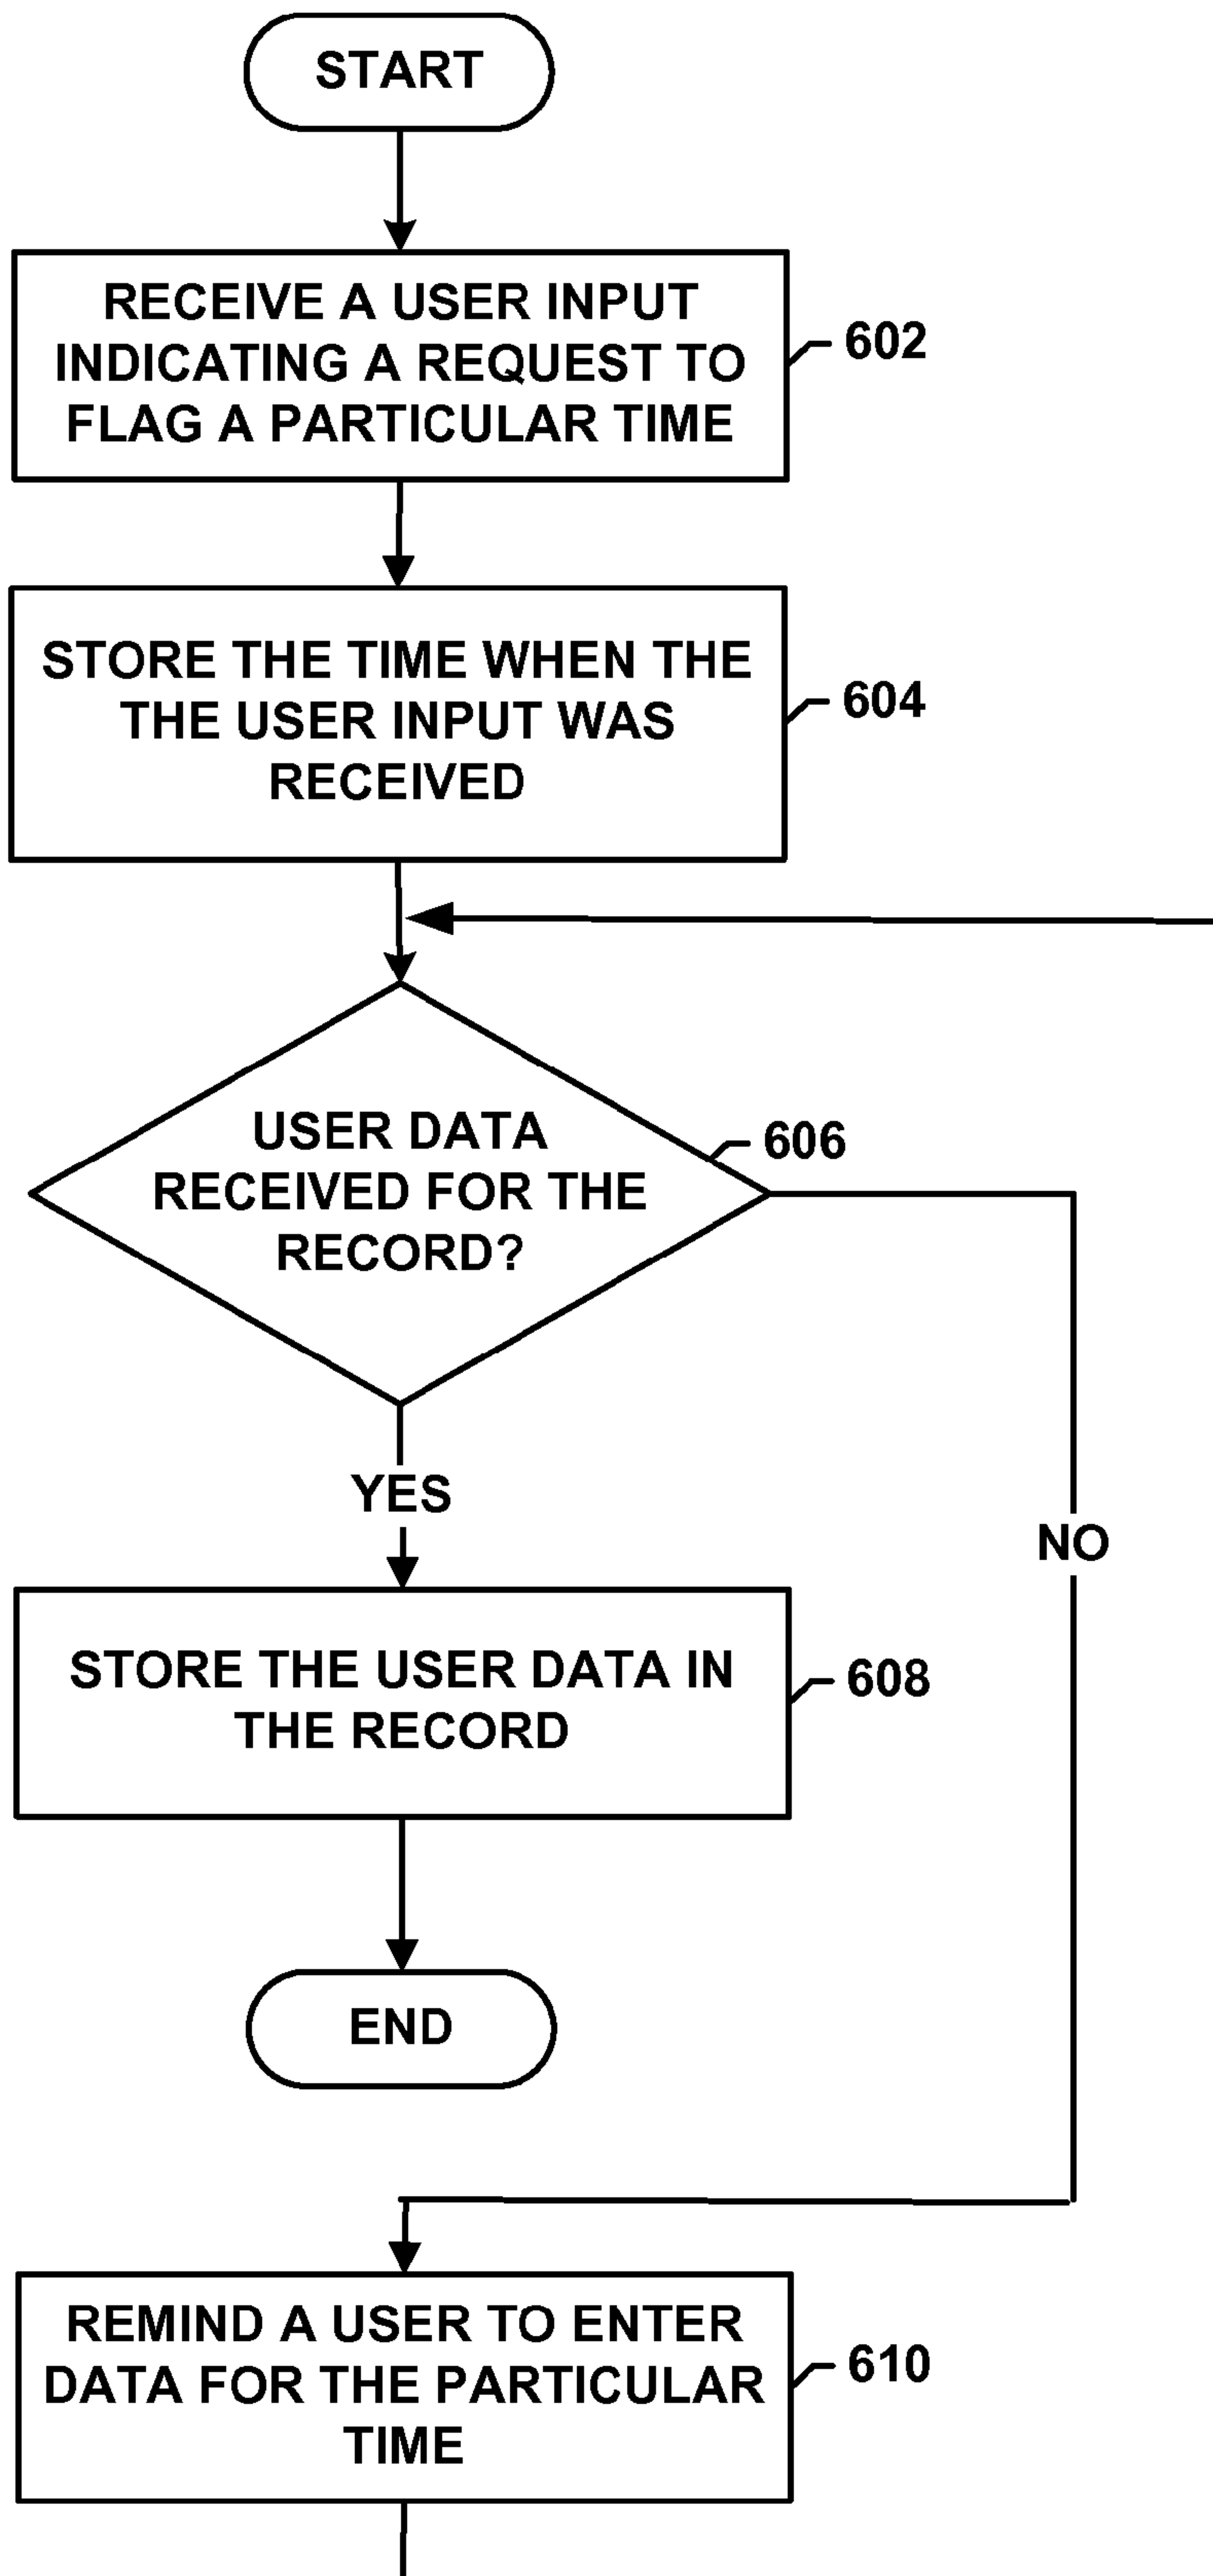 START
RECEIVE A USER INPUT
INDICATING A REQUEST TO
FLAG A PARTICULAR TIME
602
STORE THE TIME WHEN THE
THE USER INPUT WAS
RECEIVED
604
USER DATA
RECEIVED FOR THE
RECORD?
606
YES
NO
STORE THE USER DATA IN
THE RECORD
608
END
REMIND A USER TO ENTER
DATA FOR THE PARTICULAR
TIME
610